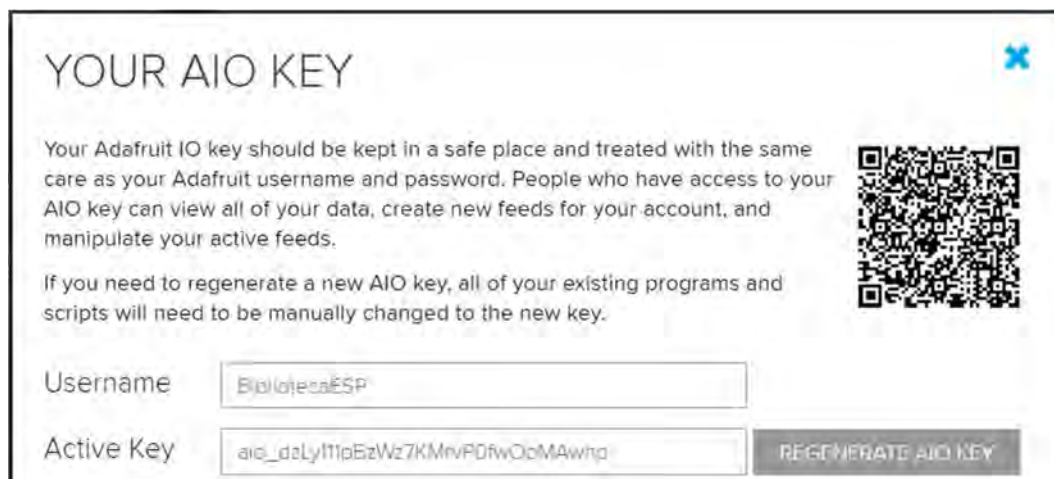 YOUR AIO KEY
Your Adafruit IO key should be kept in a safe place and treated with the same
care as your Adafruit username and password. People who have access to your
AIO key can view all of your data, create new feeds for your account, and
manipulate your active feeds.
If you need to regenerate a new AIO key, all of your existing programs and
scripts will need to be manually changed to the new key.
Username
BibliotecaESP
Active Key
REGENERATE AIO KEY